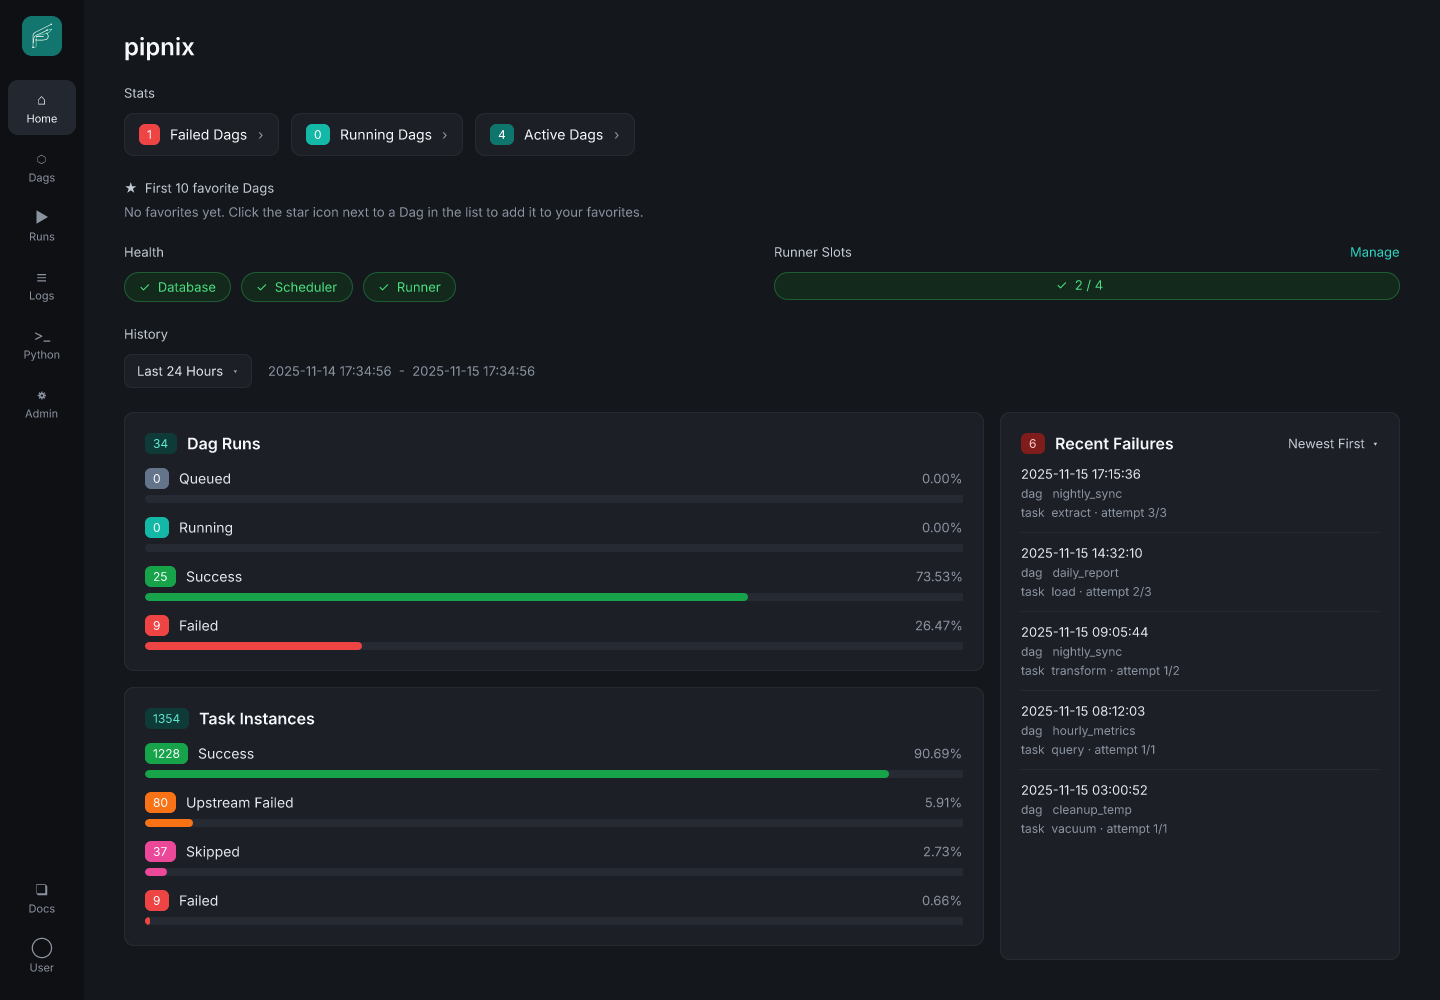 Home
Dags
Runs
Logs
>_
Python
Admin
Docs
User
pipnix
Stats
1 Failed Dags ›
0 Running Dags ›
4 Active Dags ›
★ First 10 favorite Dags
No favorites yet. Click the star icon next to a Dag in the list to add it to your favorites.
Health
✓ Database
✓ Scheduler
✓ Runner
Runner Slots
Manage
✓ 2 / 4
History
Last 24 Hours
2025-11-14 17:34:56 - 2025-11-15 17:34:56
34 Dag Runs
0 Queued 0.00%
0 Running 0.00%
25 Success 73.53%
9 Failed 26.47%
1354 Task Instances
1228 Success 90.69%
80 Upstream Failed 5.91%
37 Skipped 2.73%
9 Failed 0.66%
6 Recent Failures Newest First
2025-11-15 17:15:36
dag nightly_sync
task extract · attempt 3/3
2025-11-15 14:32:10
dag daily_report
task load · attempt 2/3
2025-11-15 09:05:44
dag nightly_sync
task transform · attempt 1/2
2025-11-15 08:12:03
dag hourly_metrics
task query · attempt 1/1
2025-11-15 03:00:52
dag cleanup_temp
task vacuum · attempt 1/1